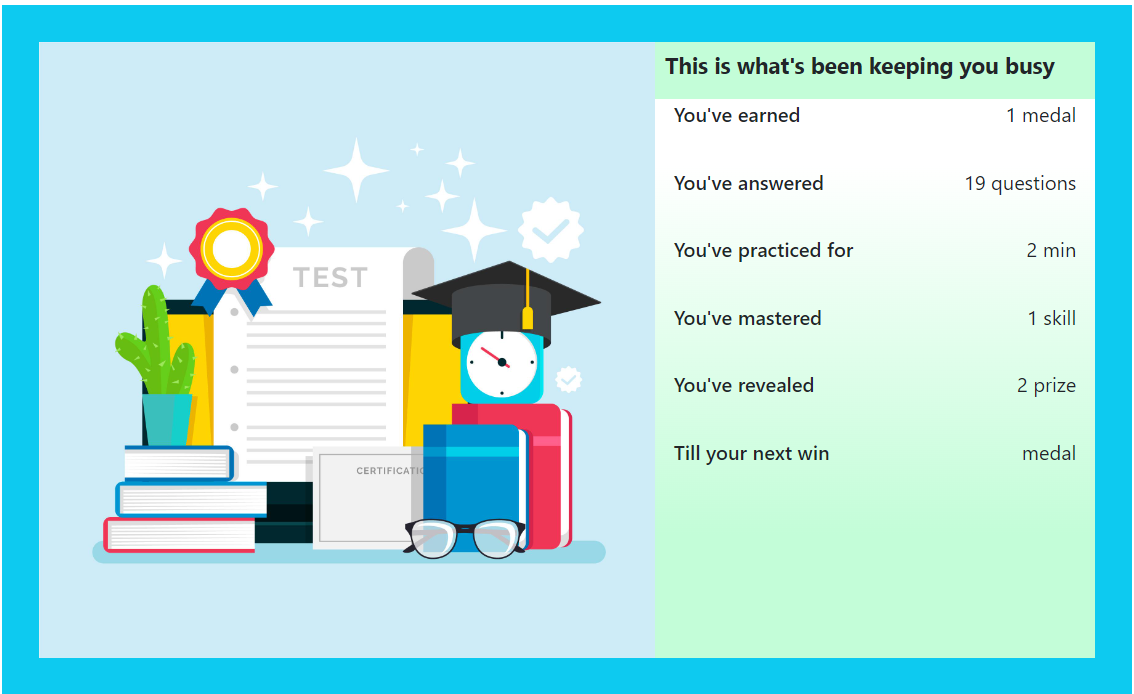 This is what's been keeping you busy
You've earned 1 medal
You've answered 19 questions
You've practiced for 2 min
You've mastered 1 skill
You've revealed 2 prize
Till your next win medal
TEST